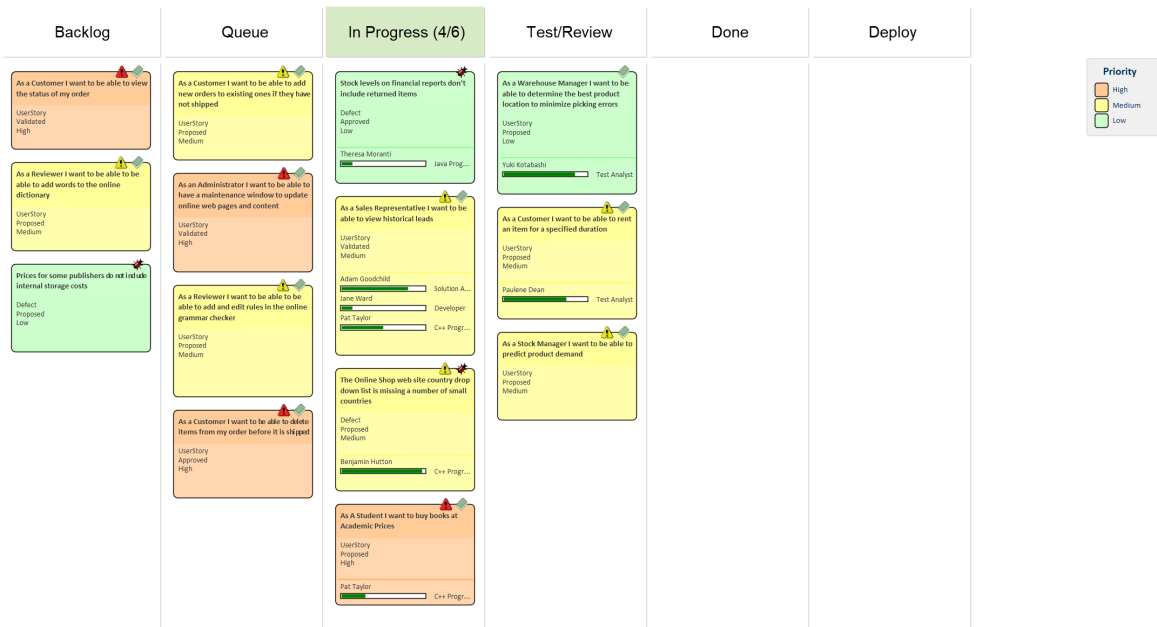 Backlog
Queue
In Progress (4/6)
Test/Review
Done
Deploy
As a Customer I want to be able to view
the status of my order
UserStory
Validated
High
As a Reviewer I want to be able to be
able to add words to the online
dictionary
UserStory
Proposed
Medium
Prices for some publishers do not include
internal storage costs
Defect
Proposed
Low
As a Customer I want to be able to add
new orders to existing ones if they have
not shipped
UserStory
Proposed
Medium
As an Administrator I want to be able to
have a maintenance window to update
online web pages and content
UserStory
Validated
High
As a Reviewer I want to be able to be
able to add and edit rules in the online
grammar checker
UserStory
Proposed
Medium
As a Customer I want to be able to delete
items from my order before it is shipped
UserStory
Approved
High
Stock levels on financial reports don't
include returned items
Defect
Approved
Low
Theresa Moranti
Java Prog...
As a Sales Representative I want to be
able to view historical leads
UserStory
Validated
Medium
Adam Goodchild
Solution A...
Jane Ward
Developer
Pat Taylor
C++ Progr...
The Online Shop web site country drop
down list is missing a number of small
countries
Defect
Proposed
Medium
Benjamin Hutton
C++ Progr...
As A Student I want to buy books at
Academic Prices
UserStory
Proposed
High
Pat Taylor
C++ Progr...
As a Warehouse Manager I want to be
able to determine the best product
location to minimize picking errors
UserStory
Proposed
Low
Yuki Kotabashi
Test Analyst
As a Customer I want to be able to rent
an item for a specified duration
UserStory
Proposed
Medium
Paulene Dean
Test Analyst
As a Stock Manager I want to be able to
predict product demand
UserStory
Proposed
Medium
Priority
High
Medium
Low